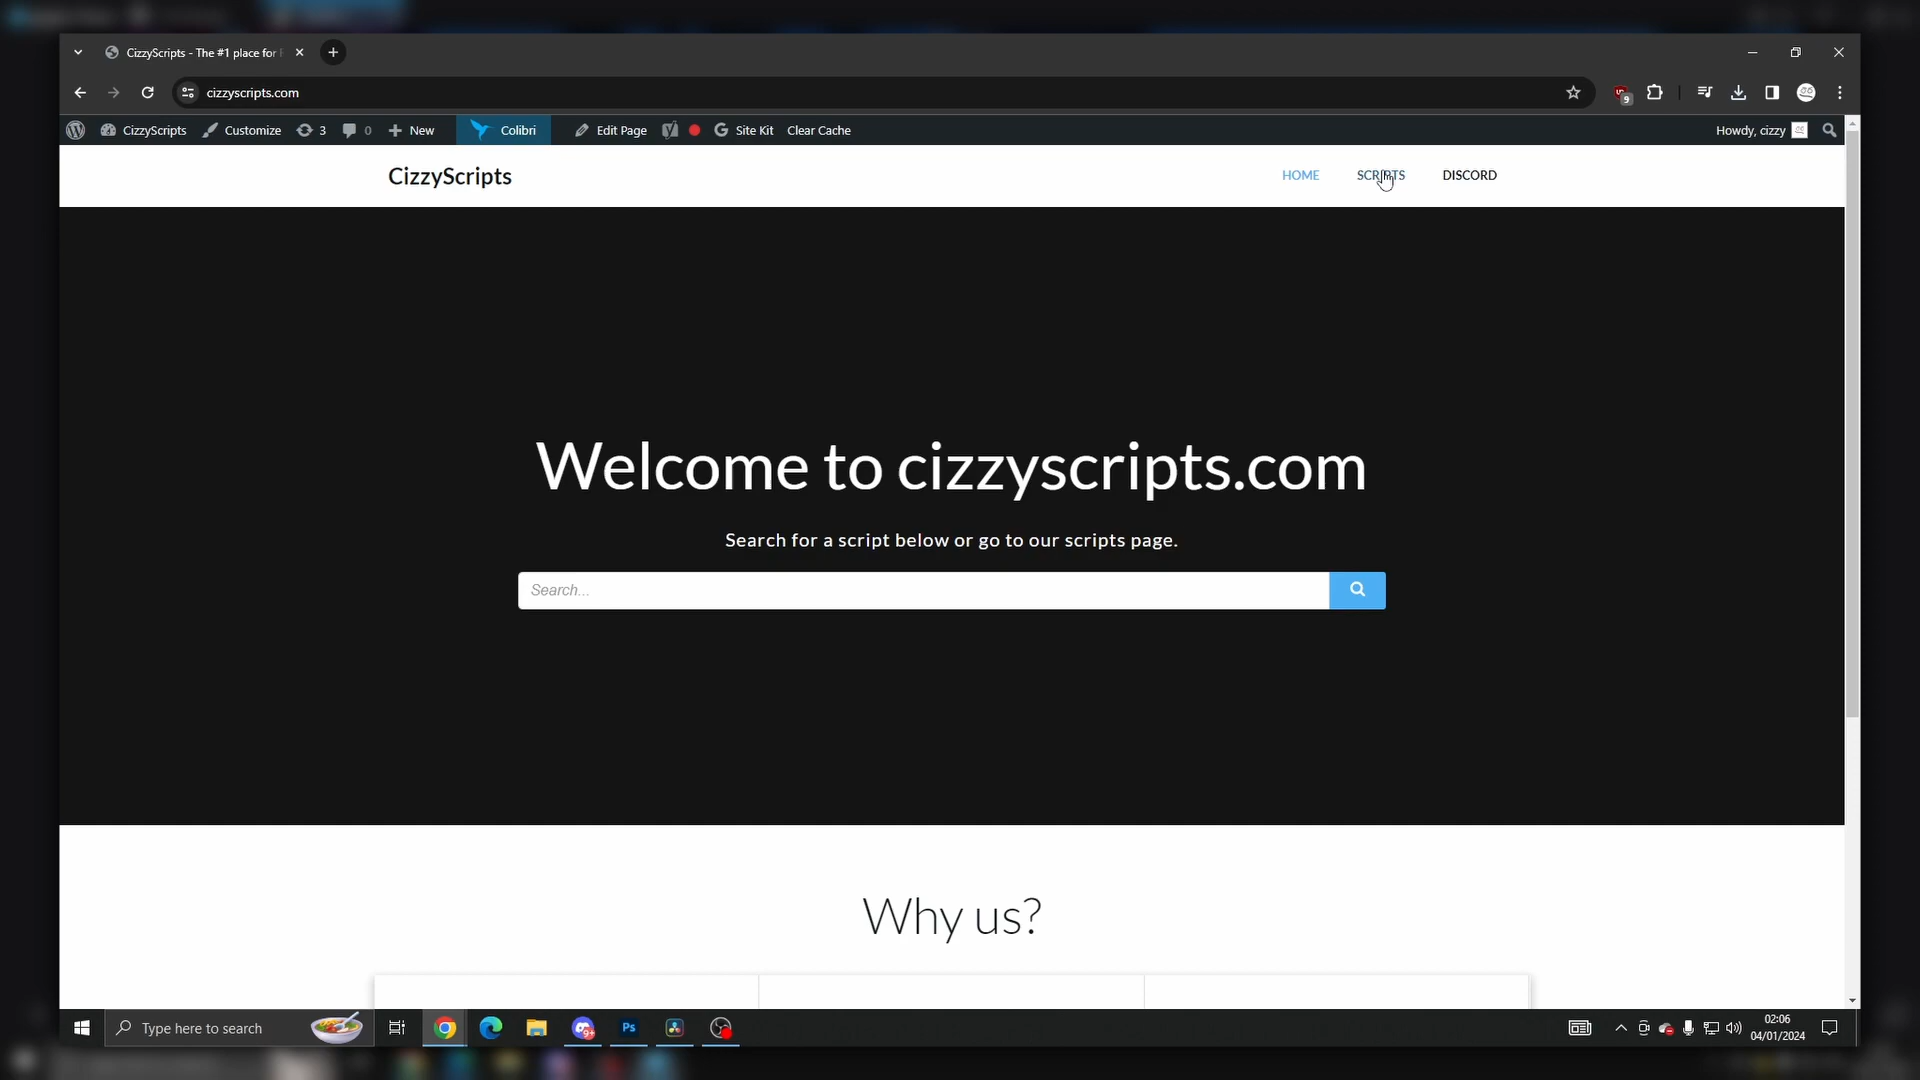 CizzyScripts - The #1 place for
cizzyscripts.com
9
CizzyScripts
Customize
3
0
New
Colibri
Edit Page
Site Kit
Clear Cache
Howdy, cizzy
CizzyScripts
HOME
SCRIPTS
DISCORD
Welcome to cizzyscripts.com
Search for a script below or go to our scripts page.
Search...
Why us?
Type here to search
Ps
02:06
04/01/2024